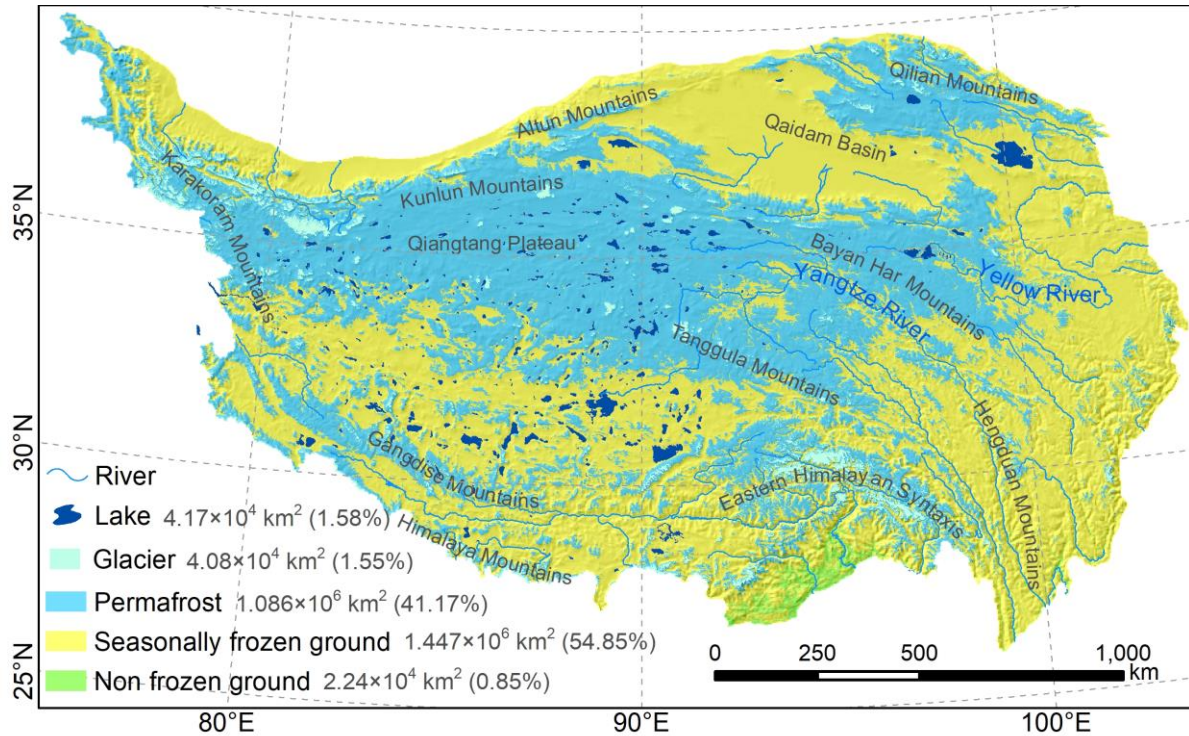 Qilian Mountains
Altun Mountains
Qaidam Basin
Karakoram Mountains
Kunlun Mountains
Qiangtang Plateau
Bayan Har Mountains
Yellow River
Yangtze River
Tanggula Mountains
Hengduan Mountains
Gangdise Mountains
Eastern Himalayan Syntaxis
Himalaya Mountains
35°N
30°N
25°N
River
Lake 4.17×10⁴ km² (1.58%)
Glacier 4.08×10⁴ km² (1.55%)
Permafrost 1.086×10⁶ km² (41.17%)
Seasonally frozen ground 1.447×10⁶ km² (54.85%)
Non frozen ground 2.24×10⁴ km² (0.85%)
0 250 500 1,000
km
80°E 90°E 100°E